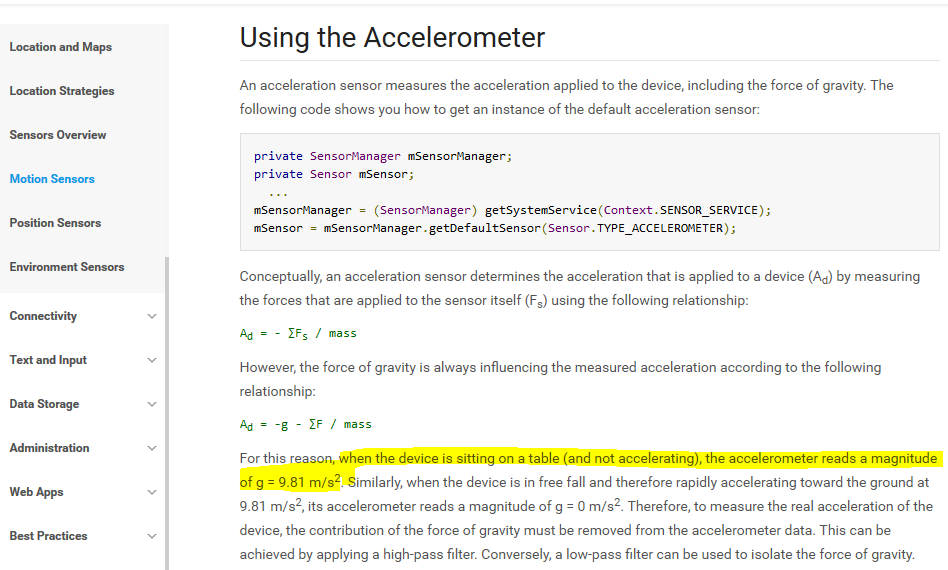 Location and Maps
Location Strategies
Sensors Overview
Motion Sensors
Position Sensors
Environment Sensors
Connectivity
Text and Input
Data Storage
Administration
Web Apps
Best Practices
Using the Accelerometer
An acceleration sensor measures the acceleration applied to the device, including the force of gravity. The
following code shows you how to get an instance of the default acceleration sensor:
private SensorManager mSensorManager;
private Sensor mSensor;
...
mSensorManager = (SensorManager) getSystemService(Context.SENSOR_SERVICE);
mSensor = mSensorManager.getDefaultSensor(Sensor.TYPE_ACCELEROMETER);
Conceptually, an acceleration sensor determines the acceleration that is applied to a device (Ad) by measuring
the forces that are applied to the sensor itself (Fs) using the following relationship:
Ad = - ∑Fs / mass
However, the force of gravity is always influencing the measured acceleration according to the following
relationship:
Ad = -g - ∑F / mass
For this reason, when the device is sitting on a table (and not accelerating), the accelerometer reads a magnitude
of g = 9.81 m/s². Similarly, when the device is in free fall and therefore rapidly accelerating toward the ground at
9.81 m/s², its accelerometer reads a magnitude of g = 0 m/s². Therefore, to measure the real acceleration of the
device, the contribution of the force of gravity must be removed from the accelerometer data. This can be
achieved by applying a high-pass filter. Conversely, a low-pass filter can be used to isolate the force of gravity.